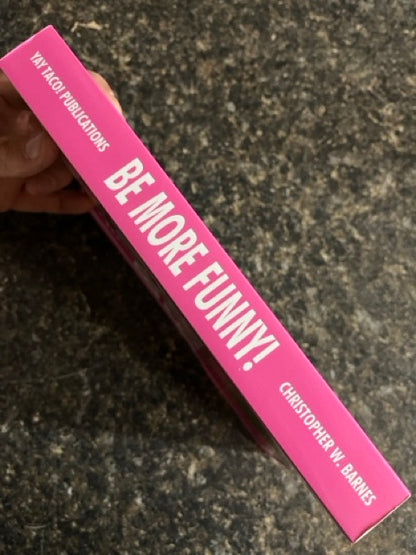 YAY TACO! PUBLICATIONS
BE MORE FUNNY!
CHRISTOPHER W. BARNES